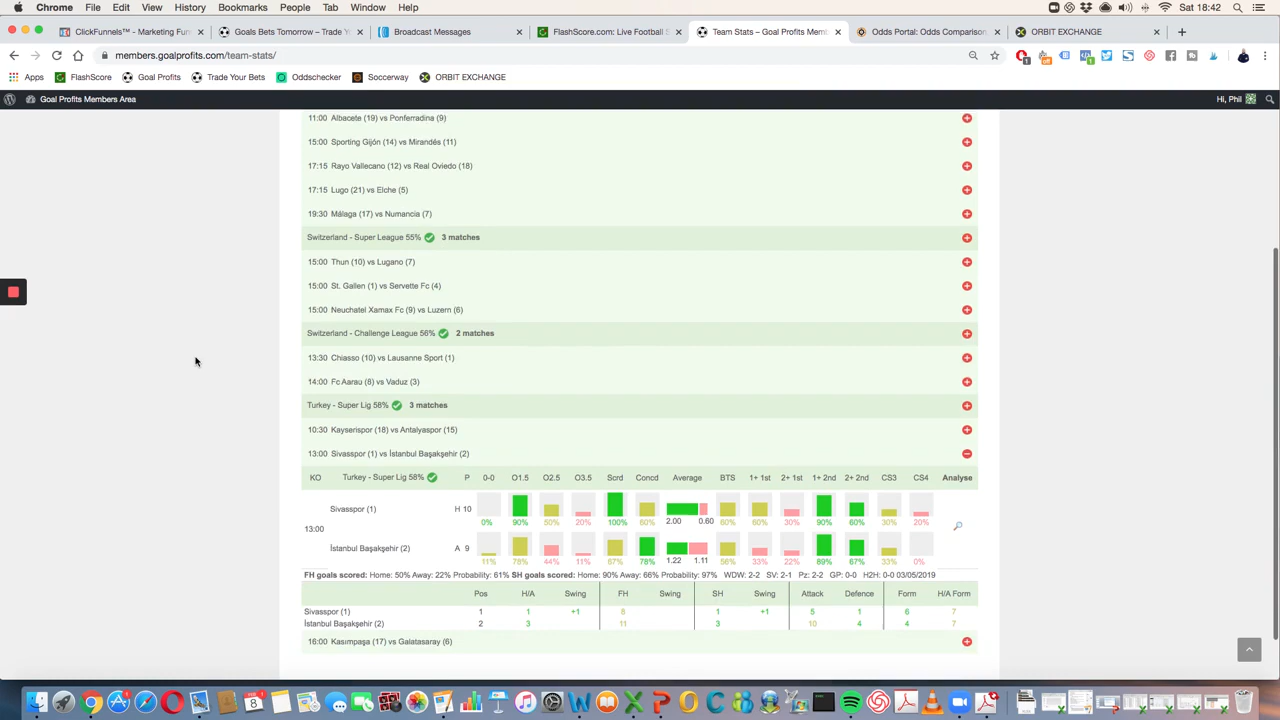 Chrome File Edit View History Bookmarks People Tab Window Help Sat 18:42
ClickFunnels™ - Marketing Fun Goals Bets Tomorrow – Trade Y Broadcast Messages FlashScore.com: Live Football S Team Stats – Goal Profits Mem Odds Portal: Odds Comparison ORBIT EXCHANGE
members.goalprofits.com/team-stats/
Apps FlashScore Goal Profits Trade Your Bets Oddschecker Soccerway ORBIT EXCHANGE
Goal Profits Members Area Hi, Phil
11:00 Albacete (19) vs Ponferradina (9)
15:00 Sporting Gijón (14) vs Mirandés (11)
17:15 Rayo Vallecano (12) vs Real Oviedo (18)
17:15 Lugo (21) vs Elche (5)
19:30 Málaga (17) vs Numancia (7)
Switzerland - Super League 55% 3 matches
15:00 Thun (10) vs Lugano (7)
15:00 St. Gallen (1) vs Servette Fc (4)
15:00 Neuchatel Xamax Fc (9) vs Luzern (6)
Switzerland - Challenge League 56% 2 matches
13:30 Chiasso (10) vs Lausanne Sport (1)
14:00 Fc Aarau (8) vs Vaduz (3)
Turkey - Super Lig 58% 3 matches
10:30 Kayserispor (18) vs Antalyaspor (15)
13:00 Sivasspor (1) vs İstanbul Başakşehir (2)
KO Turkey - Super Lig 58% P 0-0 O1.5 O2.5 O3.5 Scrd Concd Average BTS 1+ 1st 2+ 1st 1+ 2nd 2+ 2nd CS3 CS4 Analyse
Sivasspor (1) H 10
0% 90% 50% 20% 100% 60% 2.00 0.60 60% 60% 30% 90% 60% 30% 20%
13:00
İstanbul Başakşehir (2) A 9
11% 78% 44% 11% 67% 78% 1.22 1.11 56% 33% 22% 89% 67% 33% 0%
FH goals scored: Home: 50% Away: 22% Probability: 61% SH goals scored: Home: 90% Away: 66% Probability: 97% WDW: 2-2 SV: 2-1 Pz: 2-2 GP: 0-0 H2H: 0-0 03/05/2019
Pos H/A Swing FH Swing SH Swing Attack Defence Form H/A Form
Sivasspor (1) 1 1 +1 8 1 +1 5 1 6 7
İstanbul Başakşehir (2) 2 3 11 3 10 4 4 7
16:00 Kasımpaşa (17) vs Galatasaray (6)